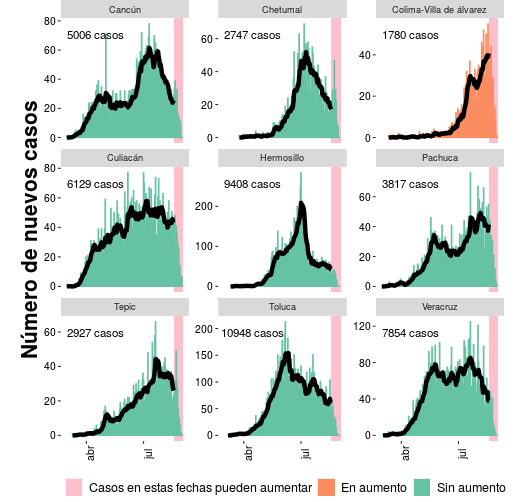 Número de nuevos casos
Cancún
5006 casos
80
60
40
20
0
Chetumal
2747 casos
60
40
20
0
Colima-Villa de álvarez
1780 casos
40
20
0
Culiacán
6129 casos
80
60
40
20
0
Hermosillo
9408 casos
200
100
0
Pachuca
3817 casos
60
40
20
0
Tepic
2927 casos
60
40
20
0
Toluca
10948 casos
200
150
100
50
0
Veracruz
7854 casos
120
80
40
0
abr jul abr jul abr jul
Casos en estas fechas pueden aumentar En aumento Sin aumento